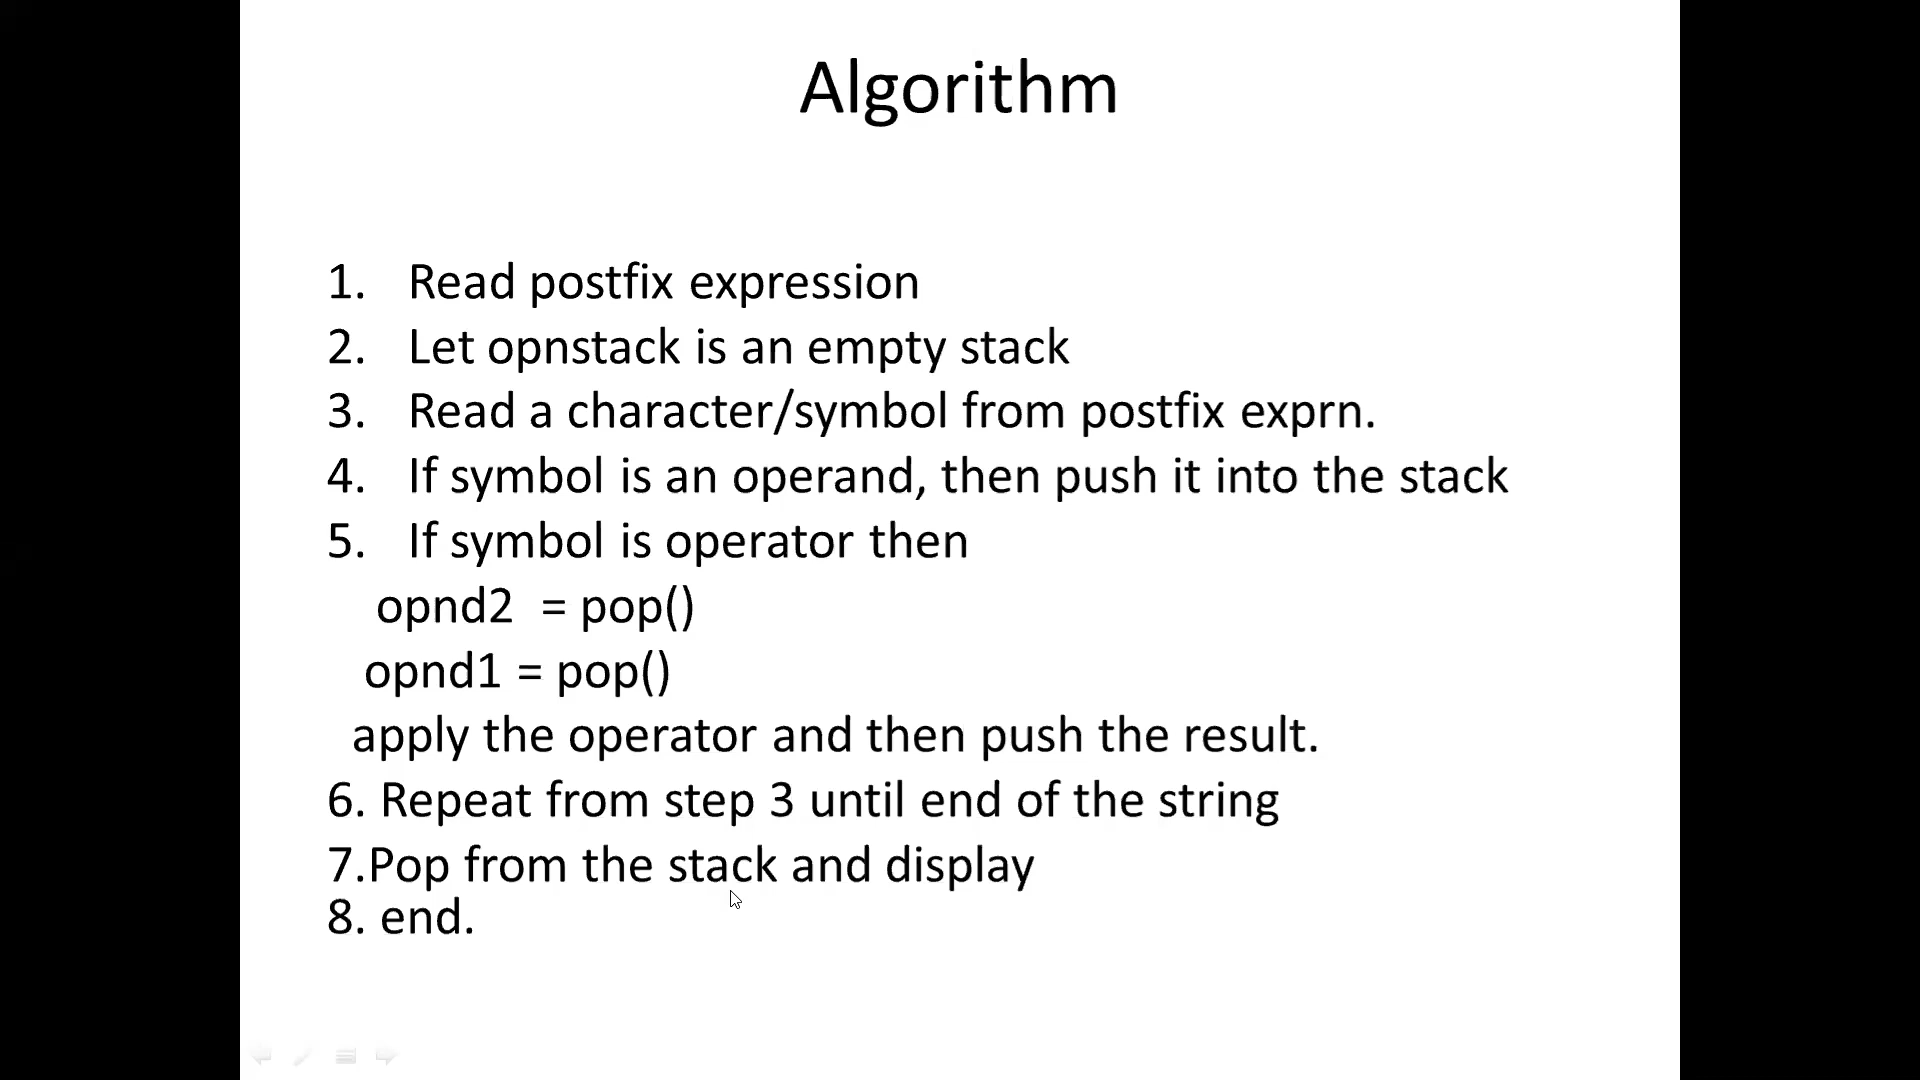 Algorithm
1. Read postfix expression
2. Let opnstack is an empty stack
3. Read a character/symbol from postfix exprn.
4. If symbol is an operand, then push it into the stack
5. If symbol is operator then
opnd2 = pop()
opnd1 = pop()
apply the operator and then push the result.
6. Repeat from step 3 until end of the string
7.Pop from the stack and display
8. end.